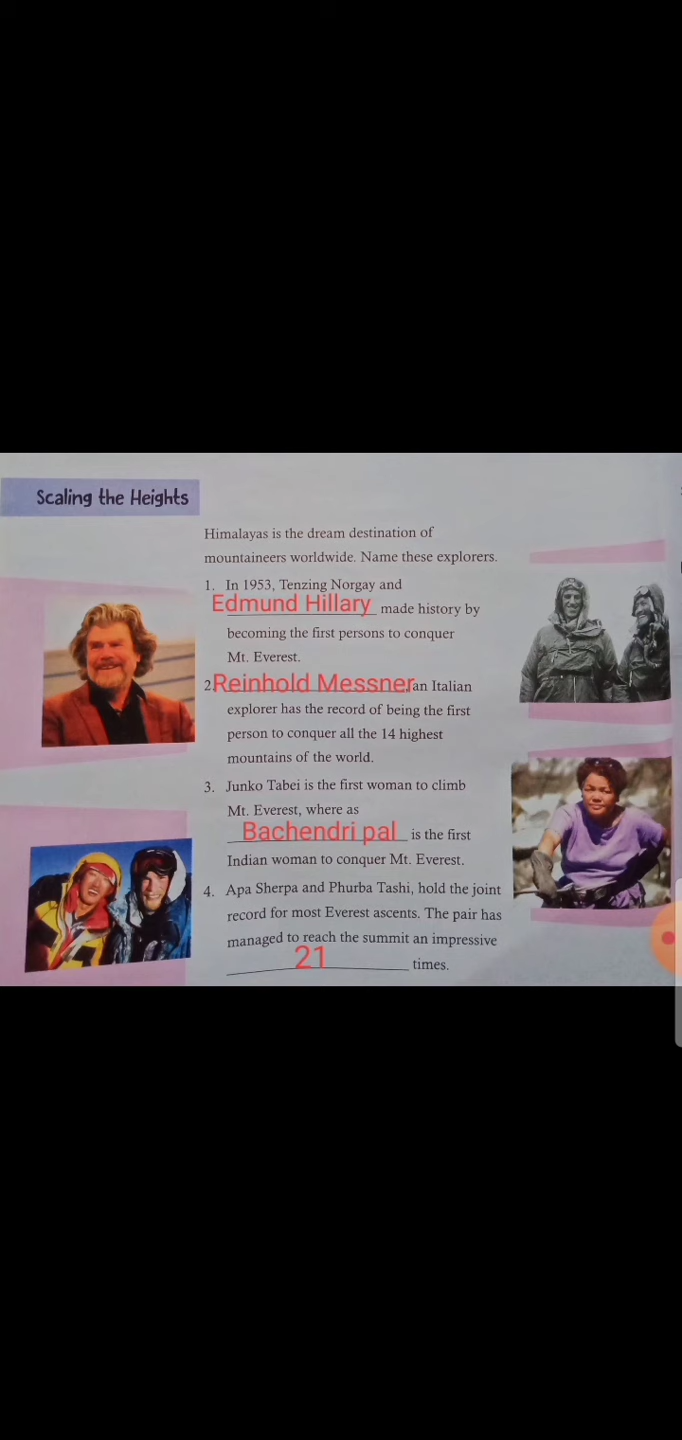 Scaling the Heights
Himalayas is the dream destination of
mountaineers worldwide. Name these explorers.
1. In 1953, Tenzing Norgay and
Edmund Hillary made history by
becoming the first persons to conquer
Mt. Everest.
2. Reinhold Messner, an Italian
explorer has the record of being the first
person to conquer all the 14 highest
mountains of the world.
3. Junko Tabei is the first woman to climb
Mt. Everest, where as
Bachendri pal is the first
Indian woman to conquer Mt. Everest.
4. Apa Sherpa and Phurba Tashi, hold the joint
record for most Everest ascents. The pair has
managed to reach the summit an impressive
21 times.